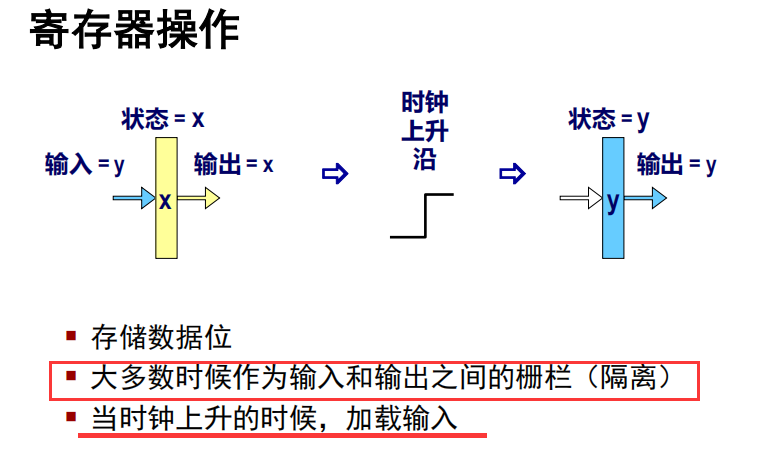 寄存器操作
时钟
上升
沿
状态 = x
状态 = y
输入 = y
输出 = x
输出 = y
x
y
存储数据位
大多数时候作为输入和输出之间的栅栏（隔离）
当时钟上升的时候，加载输入